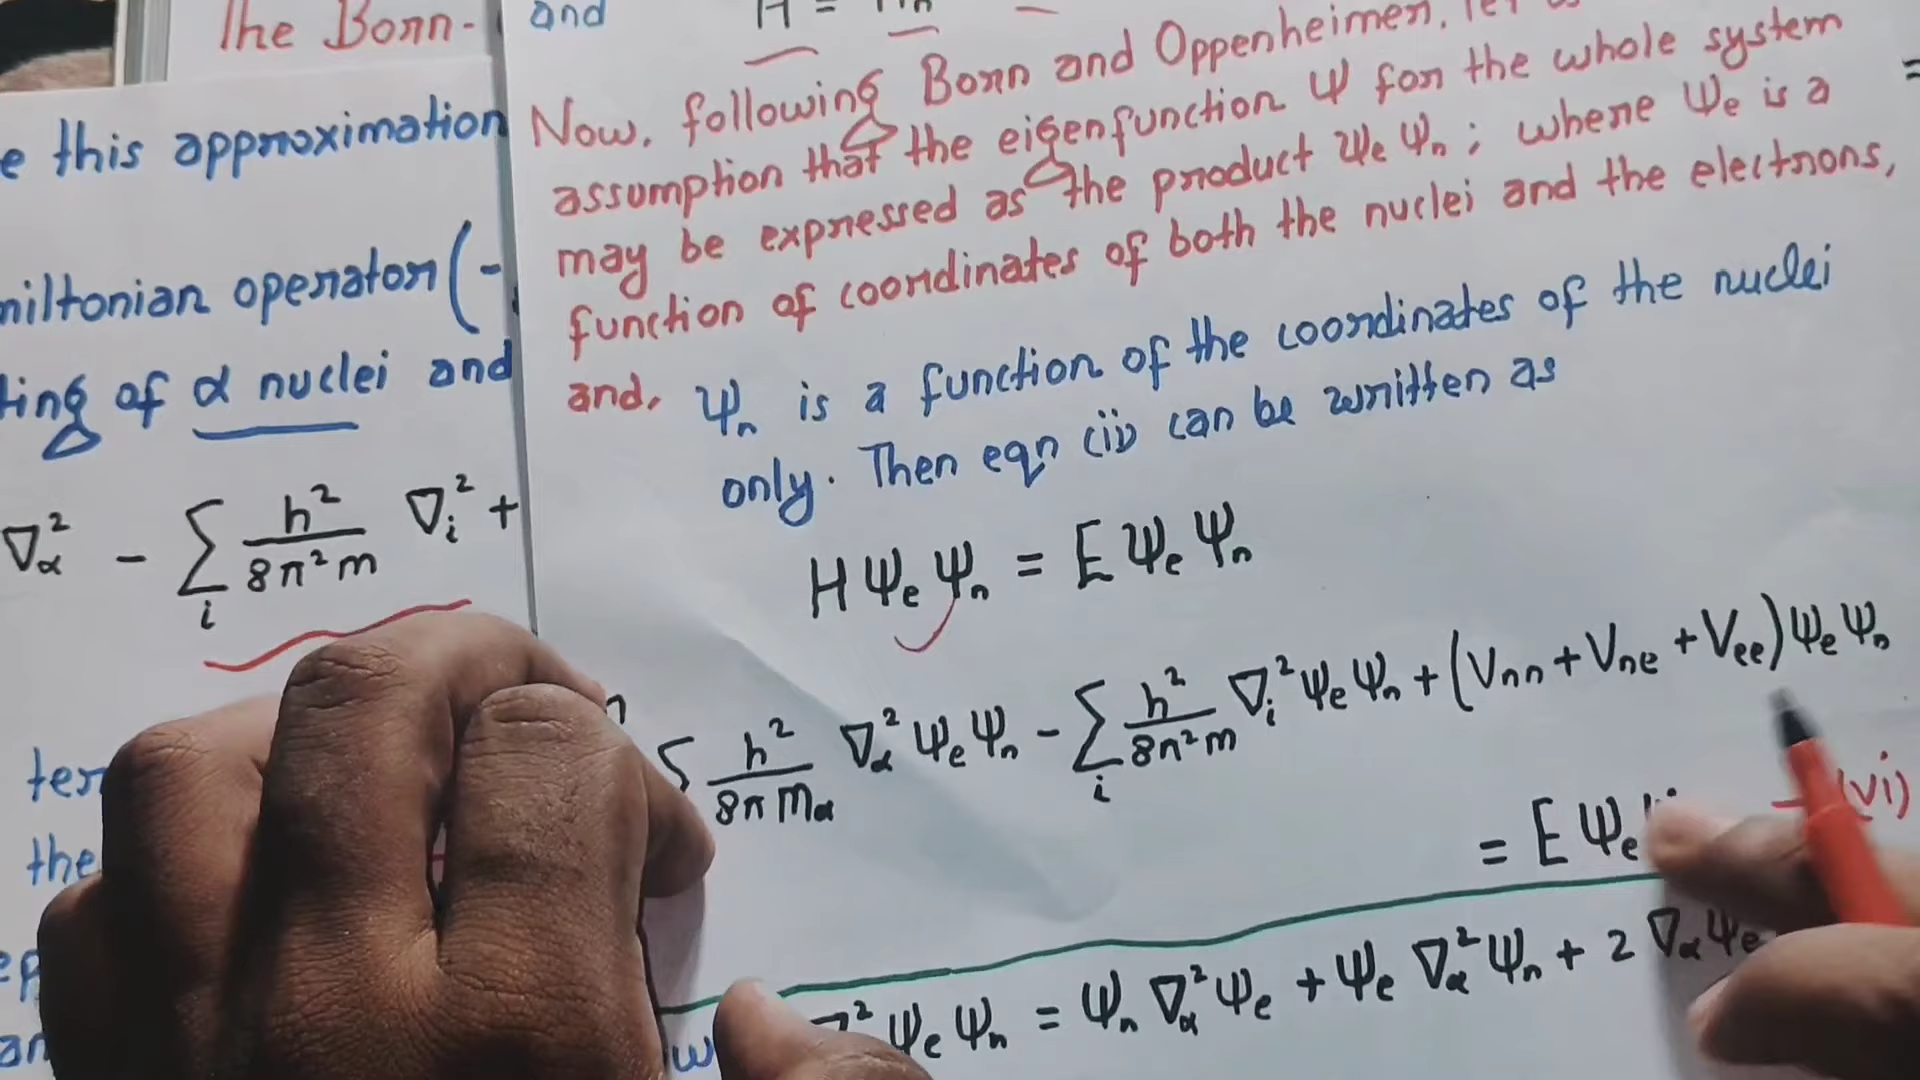 The Born-
e this approximation
miltonian operator (-
ting of α nuclei and
∇α² - Σi h²/8π²m ∇i² +
the
and
Now, following Born and Oppenheimer,
assumption that the eigenfunction Ψ for the whole system
may be expressed as the product Ψe Ψn ; where Ψe is a
function of coordinates of both the nuclei and the electrons,
and, Ψn is a function of the coordinates of the nuclei
only. Then eqn (ii) can be written as
HΨe Ψn = E Ψe Ψn
h²/8π mα ∇α² Ψe Ψn - Σi h²/8π²m ∇i² Ψe Ψn + (Vnn + Vne + Vee) Ψe Ψn
= E Ψe (vi)
Ψe Ψn = Ψn ∇α² Ψe + Ψe ∇α² Ψn + 2 ∇α Ψe